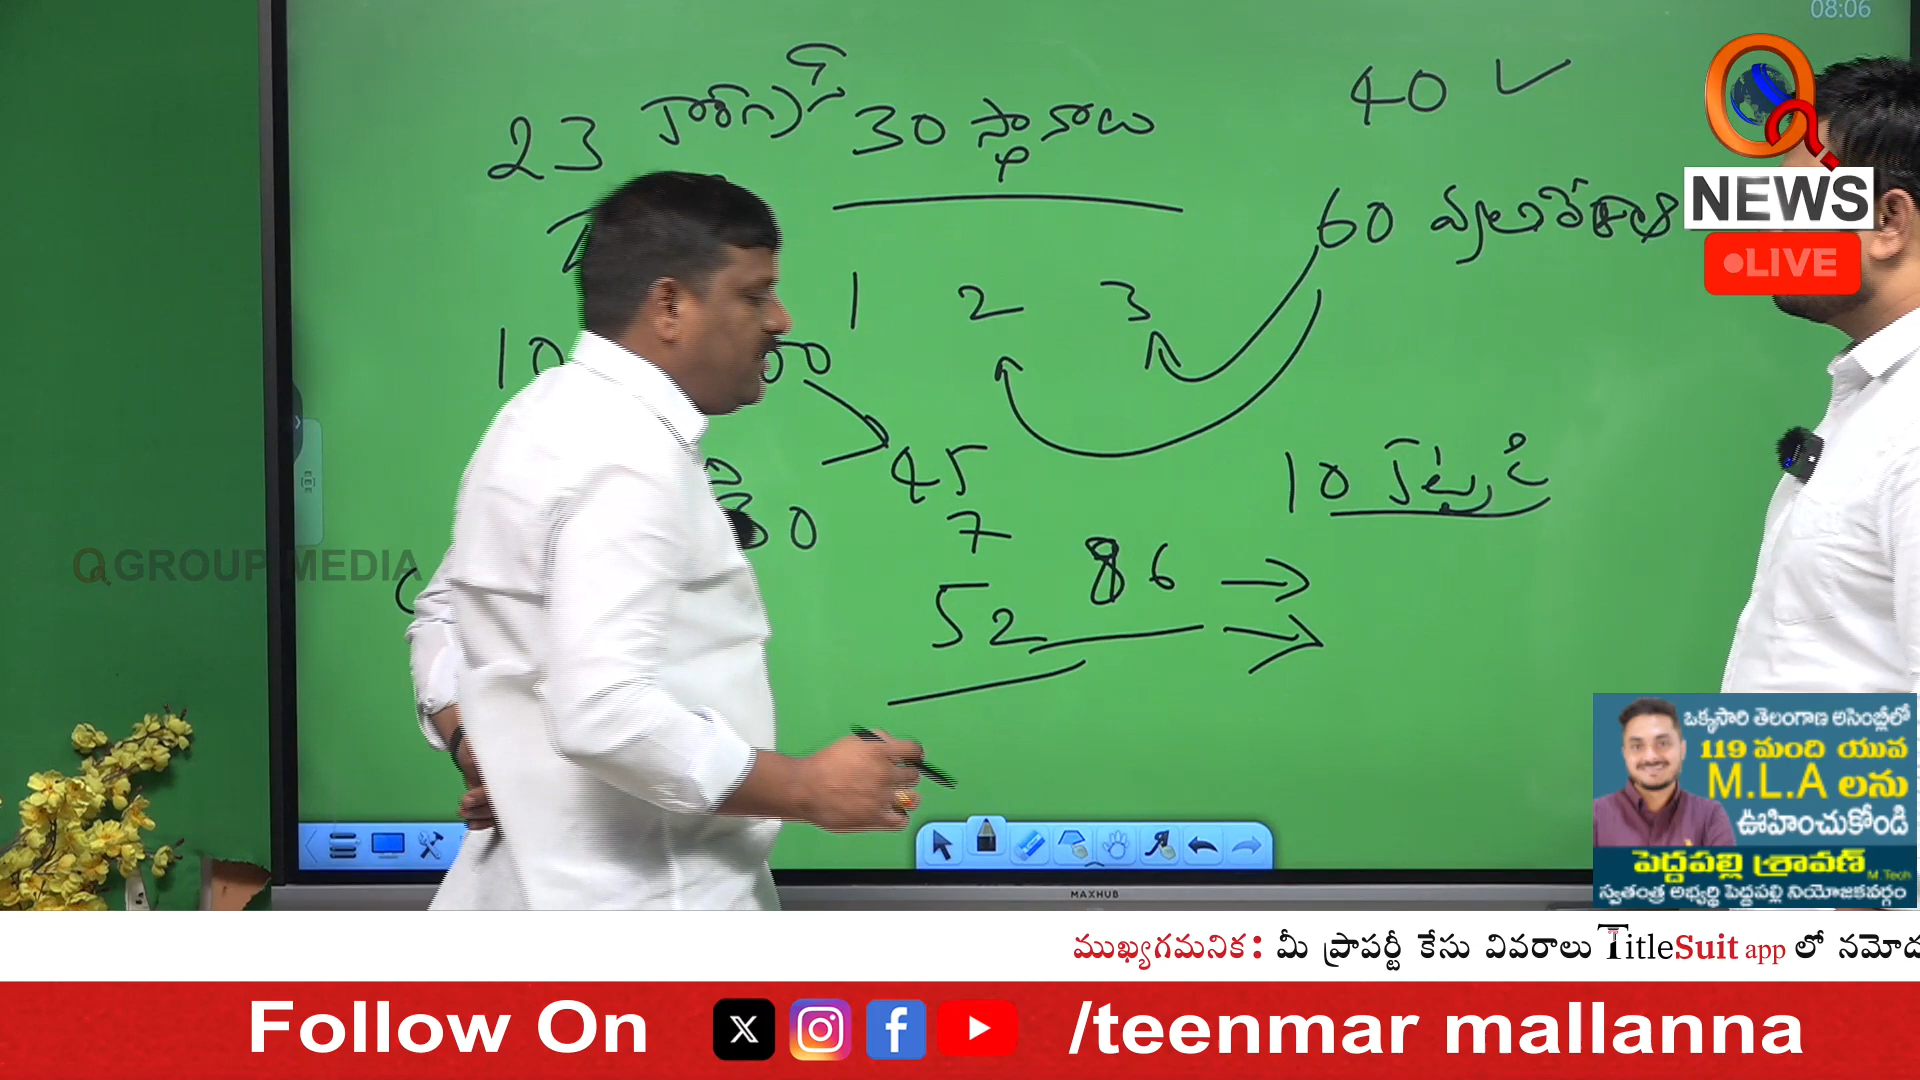 08:06
40
23 కాంగ్రెస్ 30 స్థానాలు
NEWS
LIVE
60
1 2 3
10
45
10
30
7
86
52
Q GROUP MEDIA
ఒక్కసారి తెలంగాణ అసెంబ్లీలో
119 మంది యువ
M.L.A లను
ఊహించుకోండి
పెద్దపల్లి శ్రావణ్ M.Tech
స్వతంత్ర అభ్యర్థి పెద్దపల్లి నియోజకవర్గం
MAXHUB
ముఖ్యగమనిక: మీ ప్రాపర్టీ కేసు వివరాలు TitleSuit app లో
Follow On /teenmar mallanna